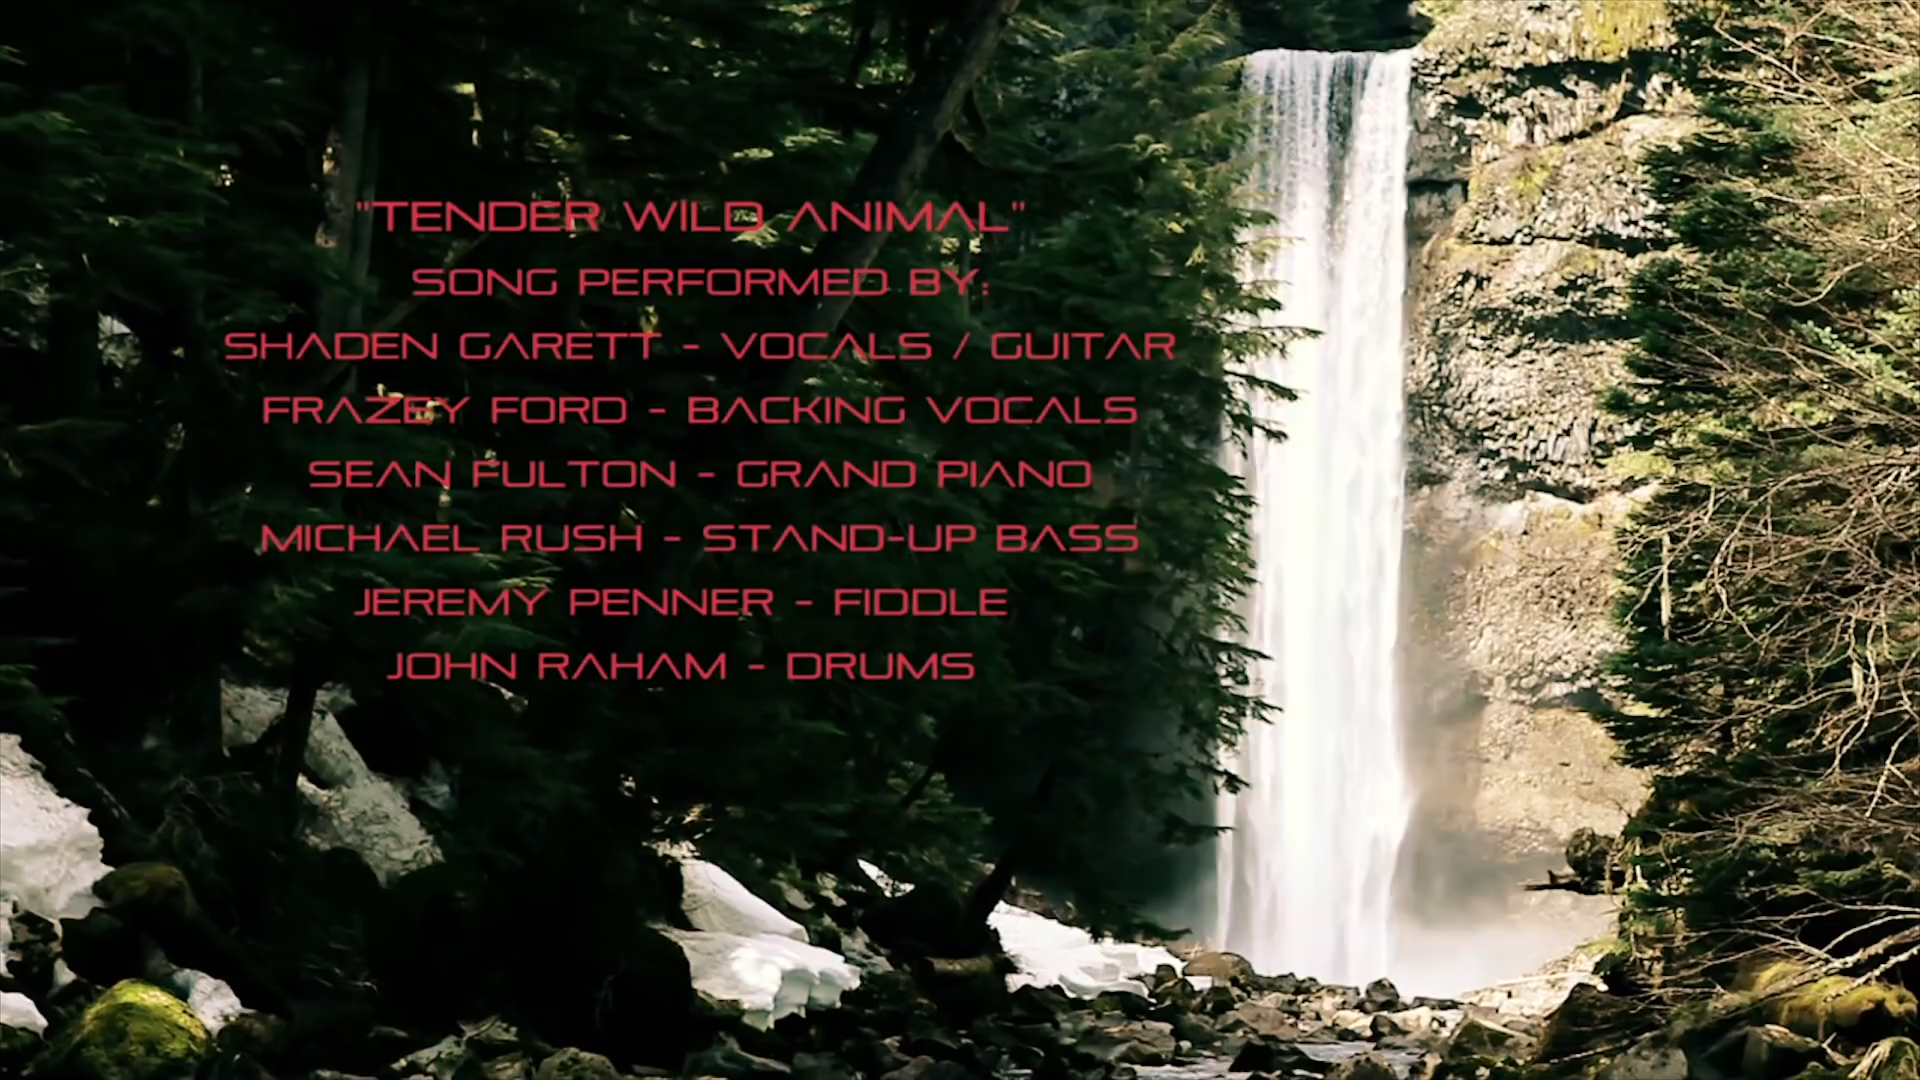 "TENDER WILD ANIMAL"
SONG PERFORMED BY:
SHADEN GARETT - VOCALS / GUITAR
FRAZEY FORD - BACKING VOCALS
SEAN FULTON - GRAND PIANO
MICHAEL RUSH - STAND-UP BASS
JEREMY PENNER - FIDDLE
JOHN RAHAM - DRUMS